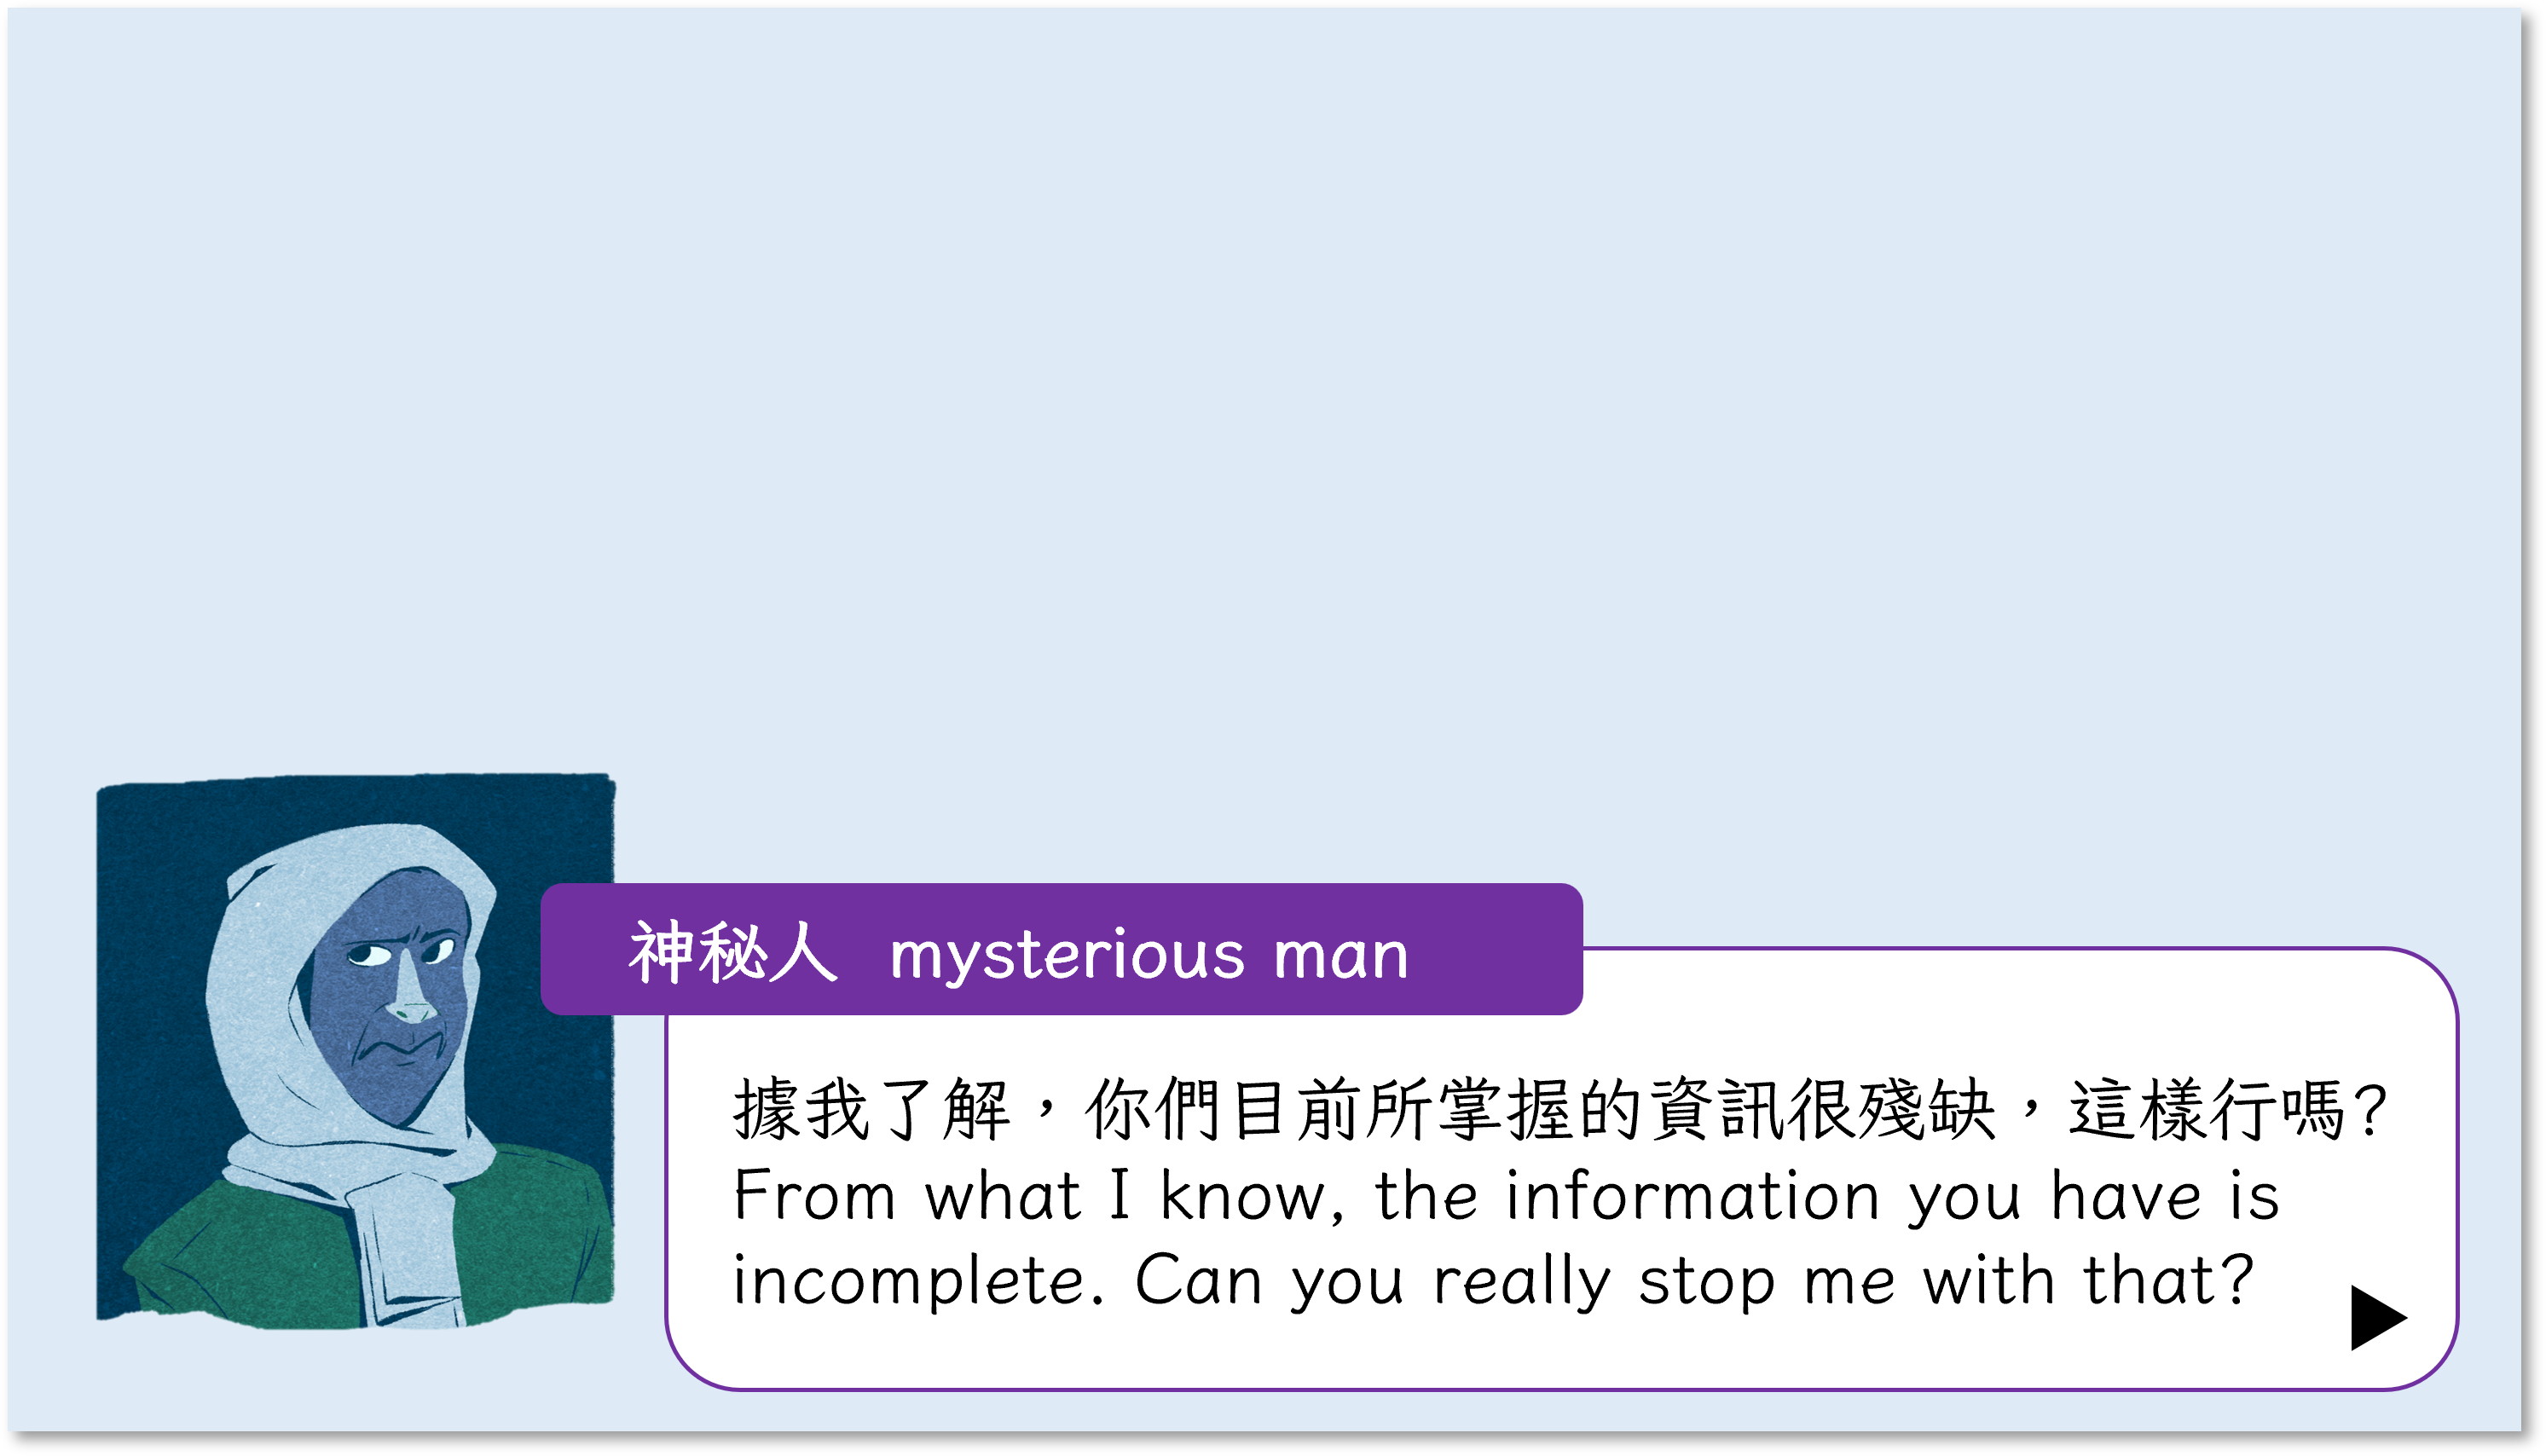 神秘人 mysterious man
據我了解，你們目前所掌握的資訊很殘缺，這樣行嗎?
From what I know, the information you have is
incomplete. Can you really stop me with that?